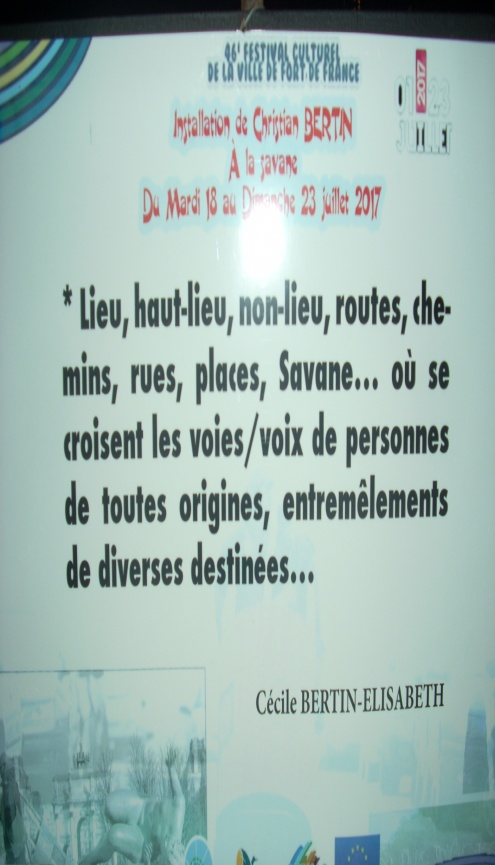 46e FESTIVAL CULTUREL
DE LA VILLE DE FORT-DE-FRANCE
01 2017 23
JUILLET
Installation de Christian BERTIN
À la savane
Du Mardi 18 au Dimanche 23 juillet 2017
* Lieu, haut-lieu, non-lieu, routes, che-
mins, rues, places, Savane... où se
croisent les voies/voix de personnes
de toutes origines, entremêlements
de diverses destinées...
Cécile BERTIN-ELISABETH